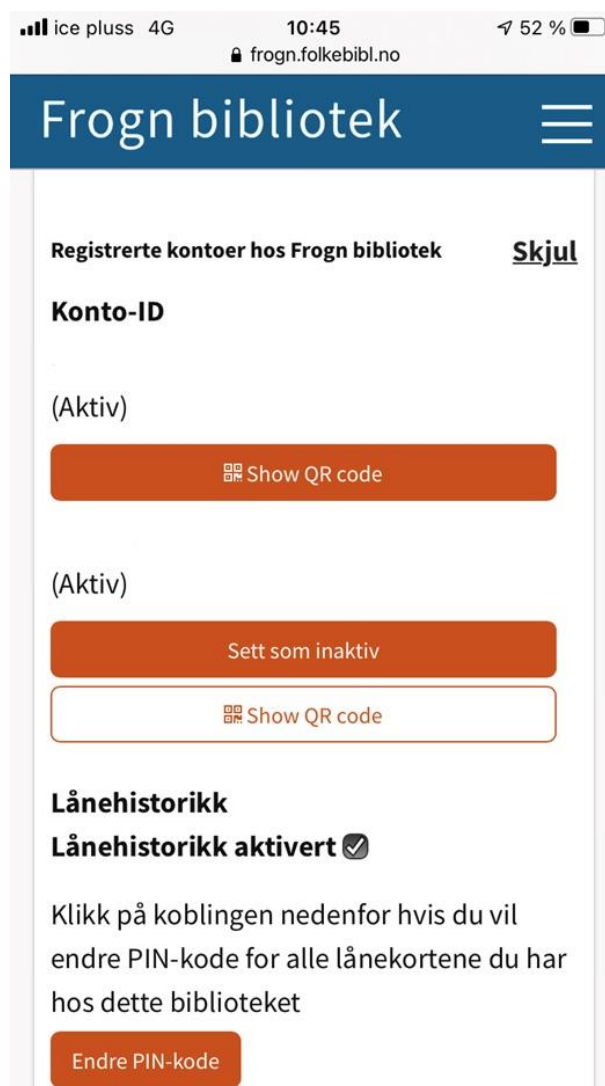 ice pluss 4G 10:45 52 %
frogn.folkebibl.no
Frogn bibliotek
Registrerte kontoer hos Frogn bibliotek Skjul
Konto-ID
(Aktiv)
Show QR code
(Aktiv)
Sett som inaktiv
Show QR code
Lånehistorikk
Lånehistorikk aktivert
Klikk på koblingen nedenfor hvis du vil
endre PIN-kode for alle lånekortene du har
hos dette biblioteket
Endre PIN-kode